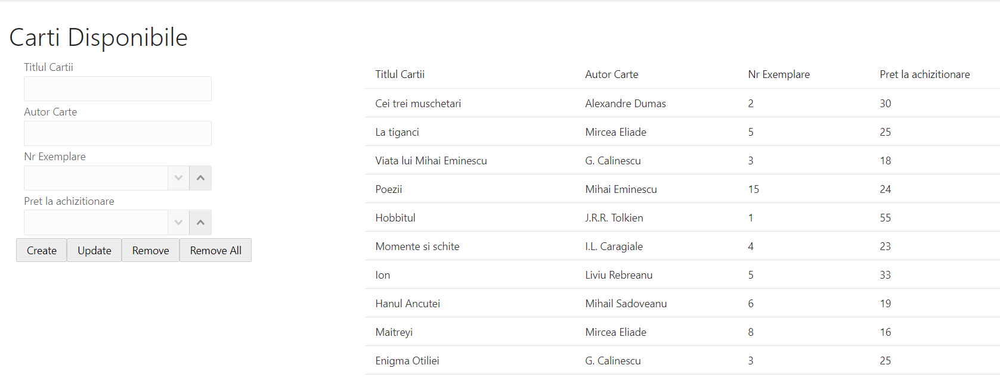 Carti Disponibile
Titlul Cartii
Autor Carte
Nr Exemplare
Pret la achizitionare
Create Update Remove Remove All
Titlul Cartii Autor Carte Nr Exemplare Pret la achizitionare
Cei trei muschetari Alexandre Dumas 2 30
La tiganci Mircea Eliade 5 25
Viata lui Mihai Eminescu G. Calinescu 3 18
Poezii Mihai Eminescu 15 24
Hobbitul J.R.R. Tolkien 1 55
Momente si schite I.L. Caragiale 4 23
Ion Liviu Rebreanu 5 33
Hanul Ancutei Mihail Sadoveanu 6 19
Maitreyi Mircea Eliade 8 16
Enigma Otiliei G. Calinescu 3 25